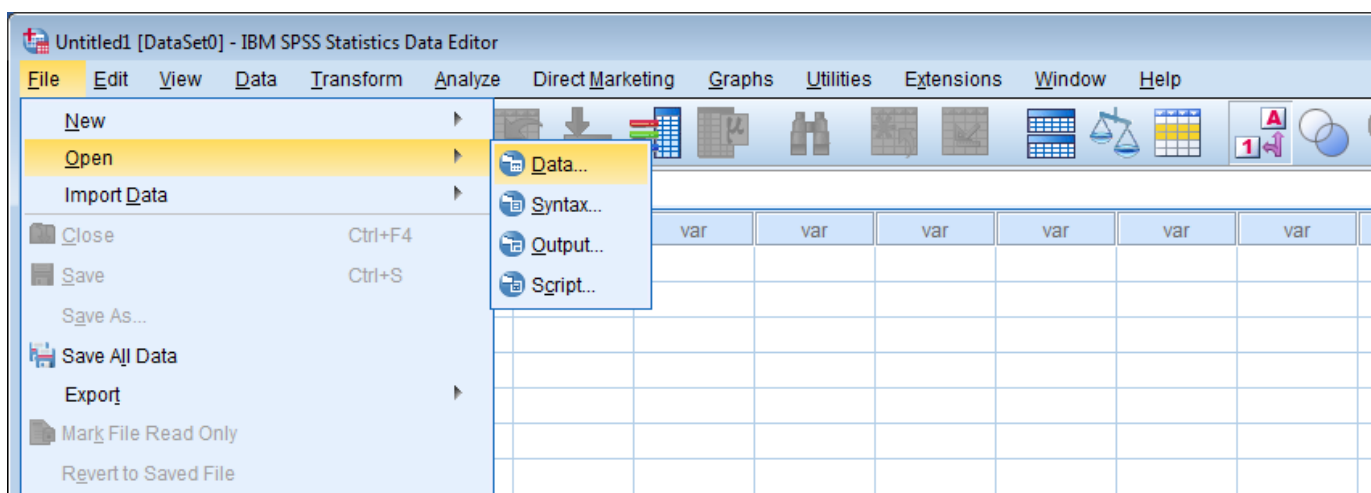 Untitled1 [DataSet0] - IBM SPSS Statistics Data Editor
File Edit View Data Transform Analyze Direct Marketing Graphs Utilities Extensions Window Help
New
Open
Import Data
Close Ctrl+F4
Save Ctrl+S
Save As...
Save All Data
Export
Mark File Read Only
Revert to Saved File
Data...
Syntax...
Output...
Script...
μ
A
1
var var var var var var